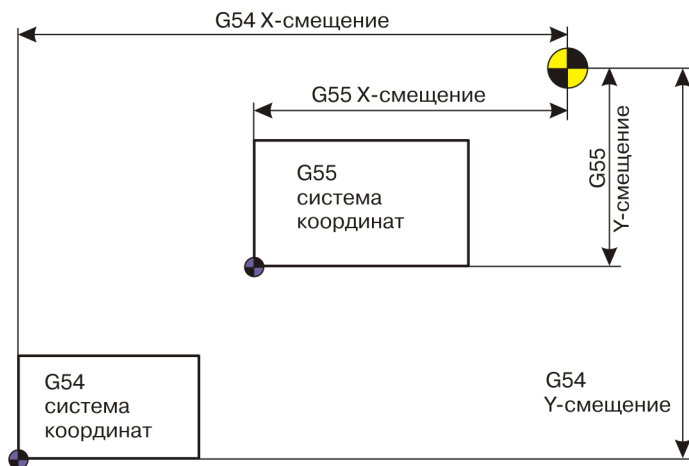 G54 X-смещение
G55 X-смещение
G55
Y-смещение
G55
система
координат
G54
Y-смещение
G54
система
координат